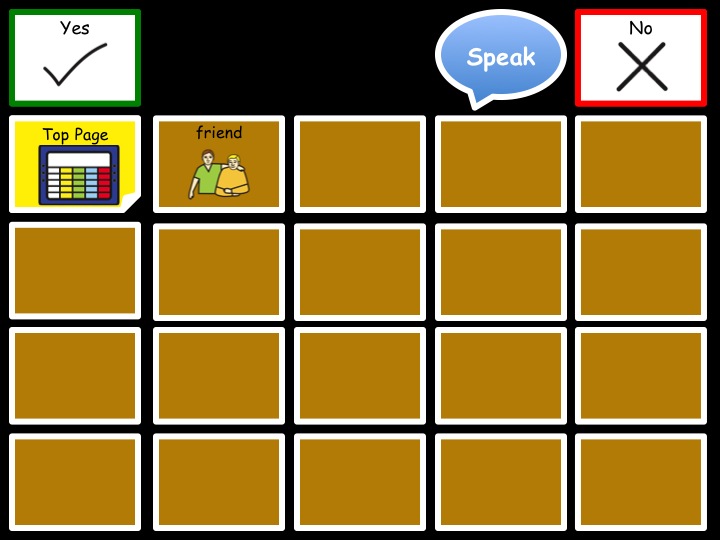 Yes
Speak
No
Top Page
friend